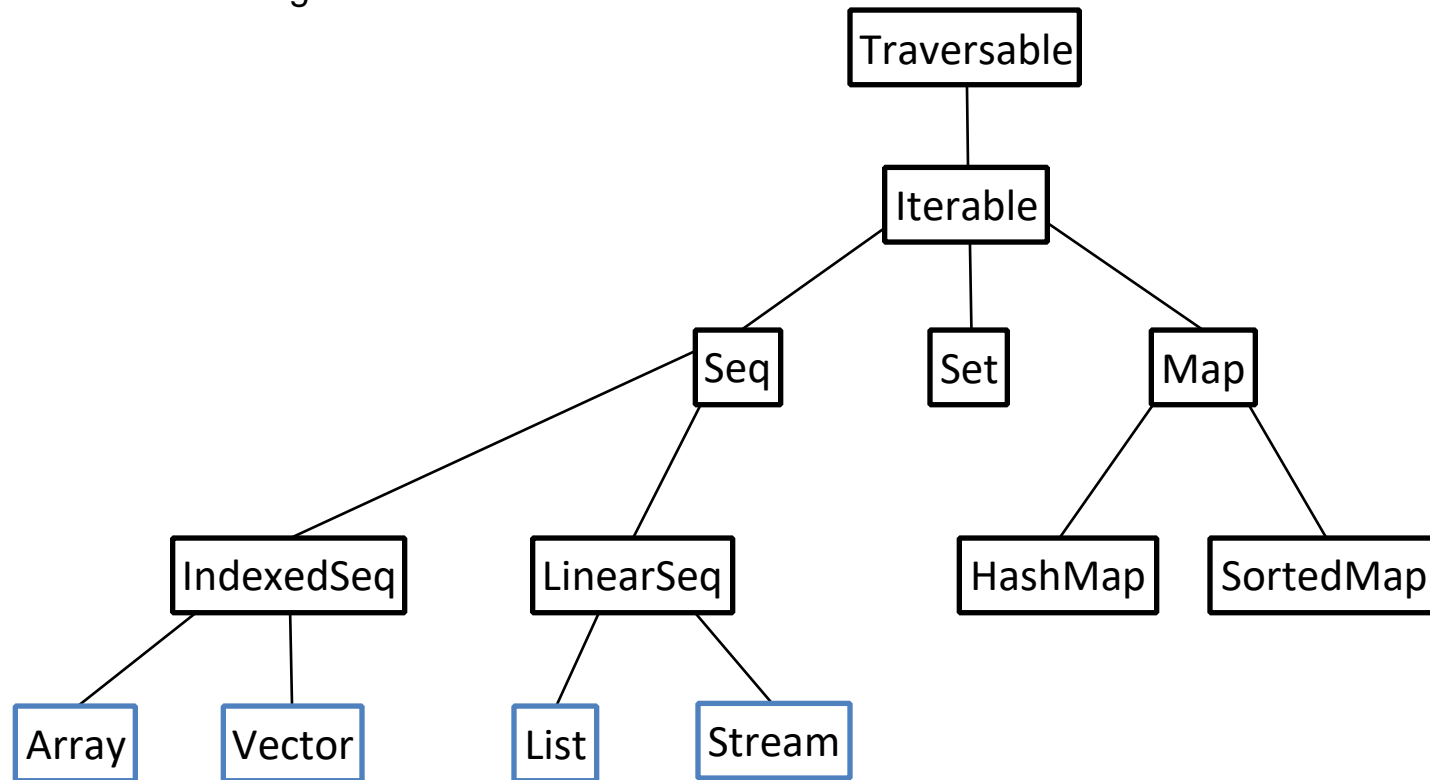 Traversable
Iterable
Seq
Set
Map
IndexedSeq
LinearSeq
HashMap
SortedMap
Array
Vector
List
Stream